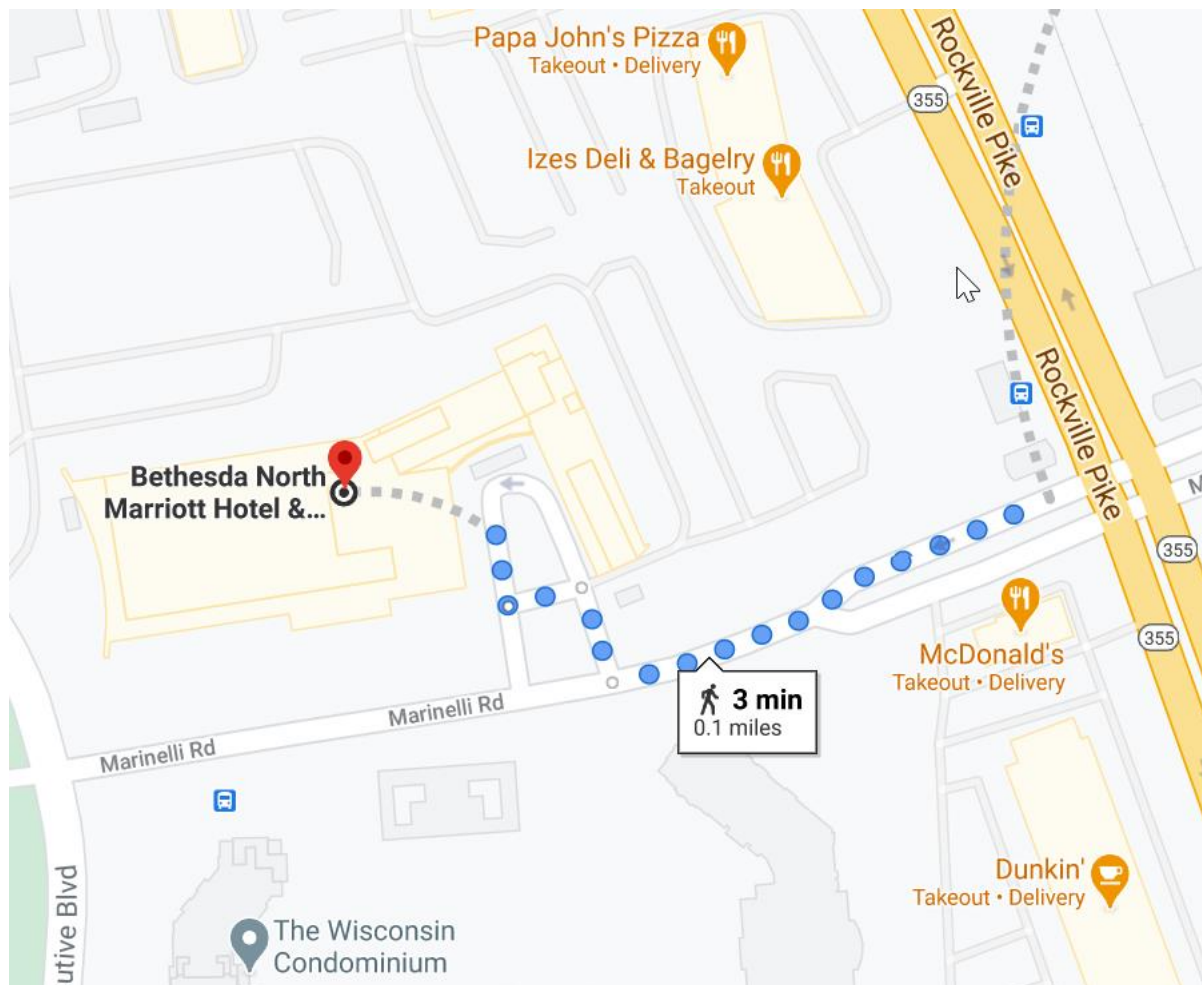 Papa John's Pizza
Takeout • Delivery
Rockville Pike
355
Izes Deli & Bagelry
Takeout
Rockville Pike
Bethesda North
Marriott Hotel &...
355
McDonald's
Takeout • Delivery
355
3 min
0.1 miles
Marinelli Rd
Marinelli Rd
M
utive Blvd
Dunkin'
Takeout • Delivery
The Wisconsin
Condominium